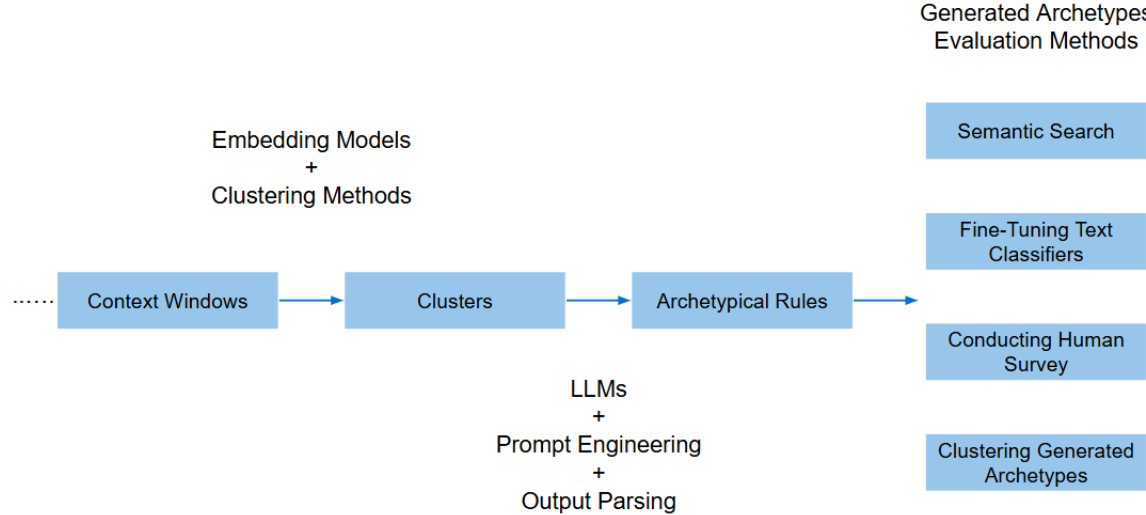 Generated Archetypes
Evaluation Methods
Semantic Search
Embedding Models
+
Clustering Methods
Fine-Tuning Text
Classifiers
......
Context Windows
Clusters
Archetypical Rules
Conducting Human
Survey
LLMs
+
Prompt Engineering
+
Output Parsing
Clustering Generated
Archetypes